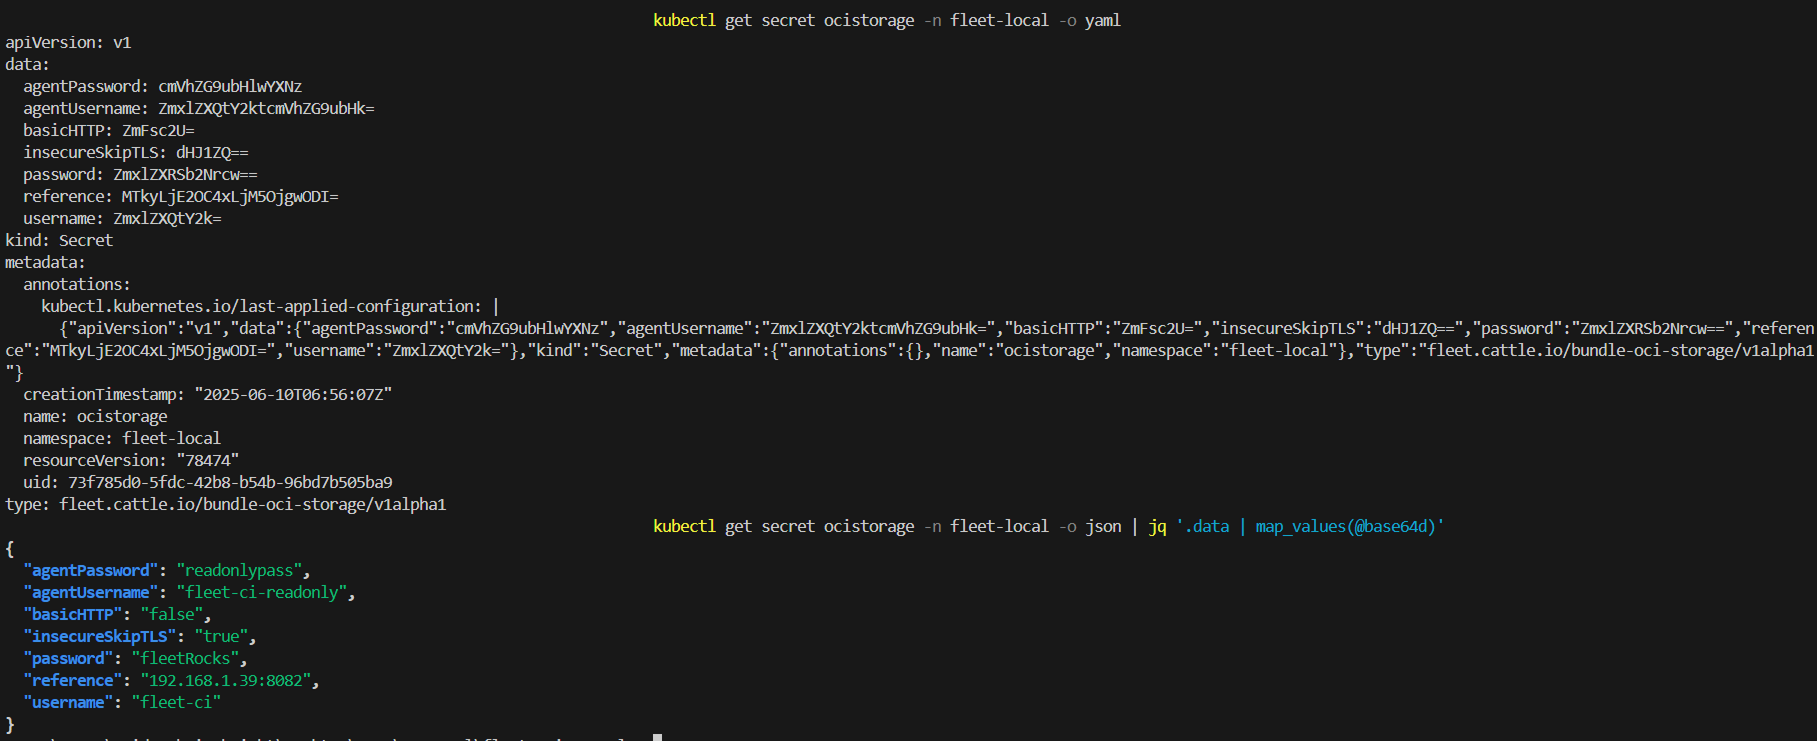 kubectl get secret ocistorage -n fleet-local -o yaml
apiVersion: v1
data:
  agentPassword: cmVhZG9ubHlwYXNz
  agentUsername: ZmxlZXQtY2ktcmVhZG9ubHk=
  basicHTTP: ZmFsc2U=
  insecureSkipTLS: dHJ1ZQ==
  password: ZmxlZXRSb2Nrcw==
  reference: MTkyLjE2OC4xLjM5OjgwODI=
  username: ZmxlZXQtY2k=
kind: Secret
metadata:
  annotations:
    kubectl.kubernetes.io/last-applied-configuration: |
      {"apiVersion":"v1","data":{"agentPassword":"cmVhZG9ubHlwYXNz","agentUsername":"ZmxlZXQtY2ktcmVhZG9ubHk=","basicHTTP":"ZmFsc2U=","insecureSkipTLS":"dHJ1ZQ==","password":"ZmxlZXRSb2Nrcw==","referen
ce":"MTkyLjE2OC4xLjM5OjgwODI=","username":"ZmxlZXQtY2k="},"kind":"Secret","metadata":{"annotations":{},"name":"ocistorage","namespace":"fleet-local"},"type":"fleet.cattle.io/bundle-oci-storage/v1alpha1
"}
  creationTimestamp: "2025-06-10T06:56:07Z"
  name: ocistorage
  namespace: fleet-local
  resourceVersion: "78474"
  uid: 73f785d0-5fdc-42b8-b54b-96bd7b505ba9
type: fleet.cattle.io/bundle-oci-storage/v1alpha1
kubectl get secret ocistorage -n fleet-local -o json | jq '.data | map_values(@base64d)'
{
  "agentPassword": "readonlypass",
  "agentUsername": "fleet-ci-readonly",
  "basicHTTP": "false",
  "insecureSkipTLS": "true",
  "password": "fleetRocks",
  "reference": "192.168.1.39:8082",
  "username": "fleet-ci"
}